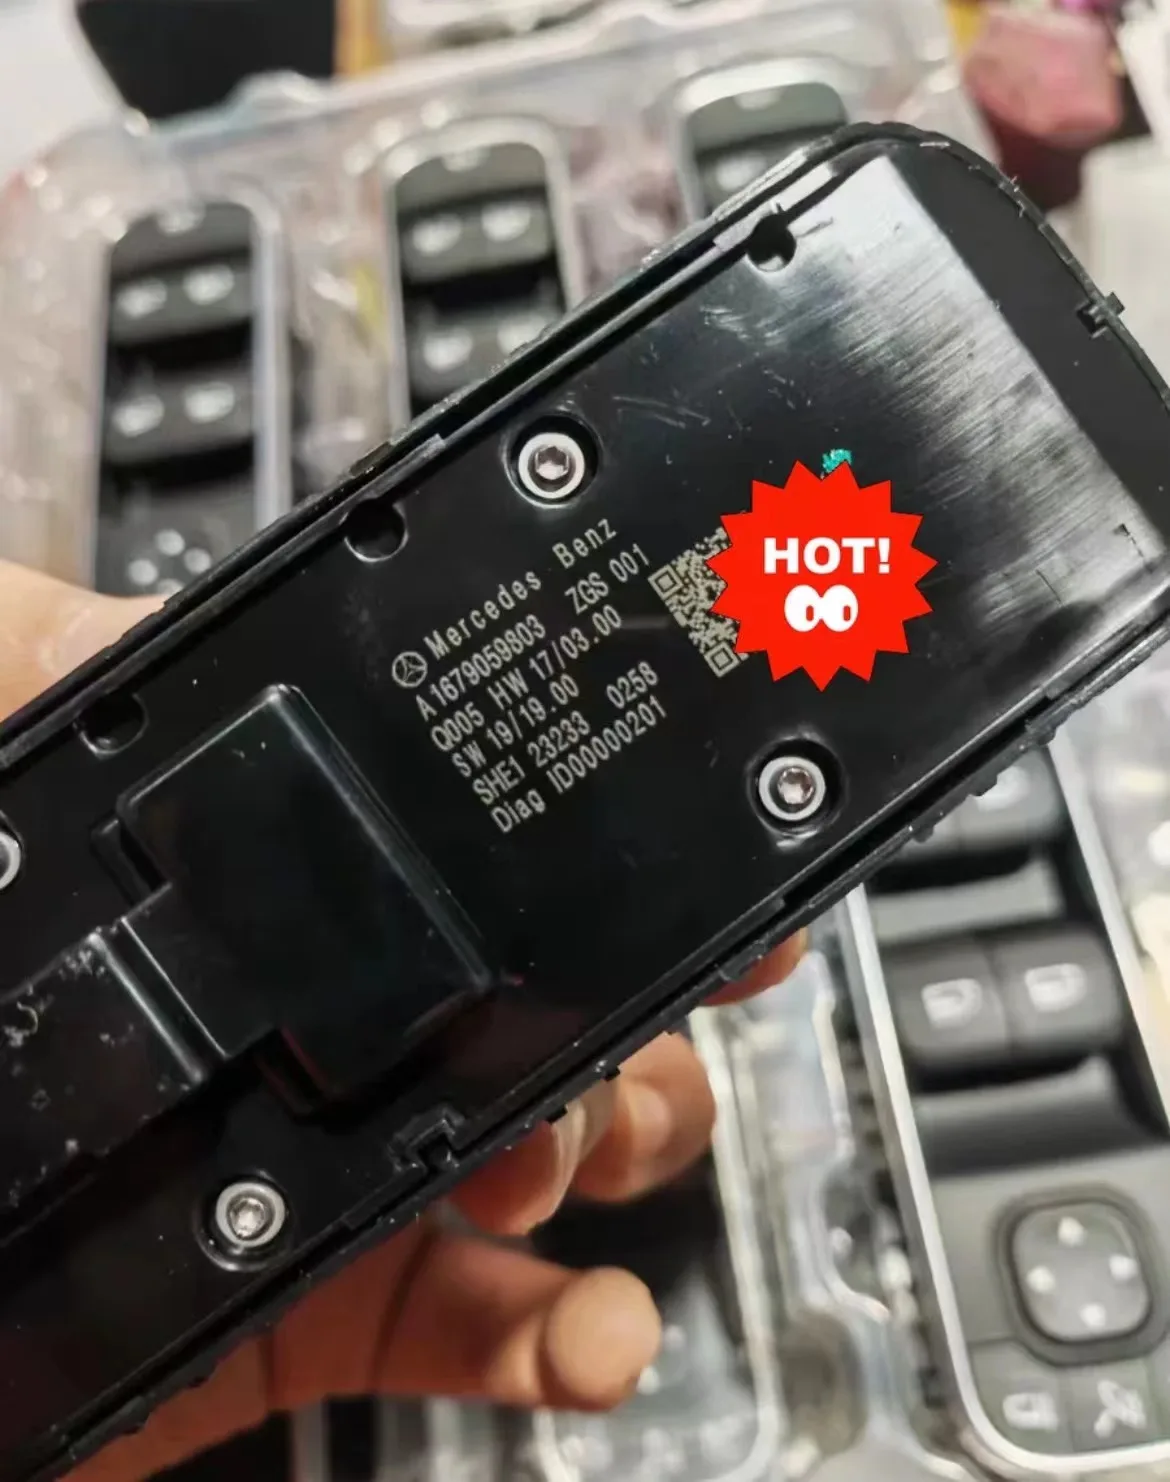 Mercedes Benz
A1679059803 ZGS 001
Q005 HW 17/03.00
SW 19/19.00
SHE1 23233 0258
Diag ID00000201
HOT!